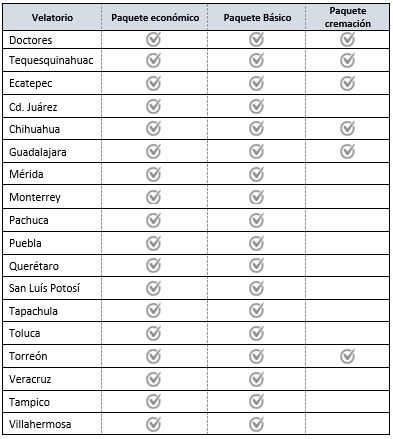 Velatorio Paquete económico Paquete Básico Paquete cremación
Doctores
Tequesquinahuac
Ecatepec
Cd. Juárez
Chihuahua
Guadalajara
Mérida
Monterrey
Pachuca
Puebla
Querétaro
San Luís Potosí
Tapachula
Toluca
Torreón
Veracruz
Tampico
Villahermosa